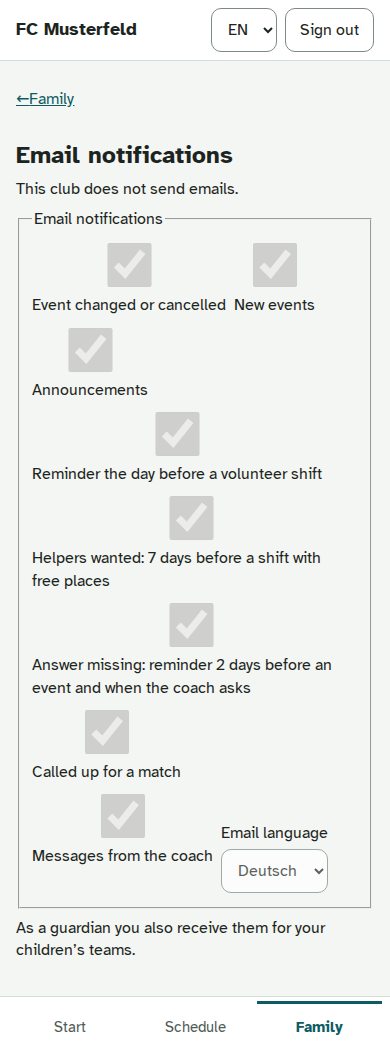 FC Musterfeld
EN
Sign out
←Family
Email notifications
This club does not send emails.
Email notifications
Event changed or cancelled
New events
Announcements
Reminder the day before a volunteer shift
Helpers wanted: 7 days before a shift with
free places
Answer missing: reminder 2 days before an
event and when the coach asks
Called up for a match
Messages from the coach
Email language
Deutsch
As a guardian you also receive them for your
children’s teams.
Start
Schedule
Family